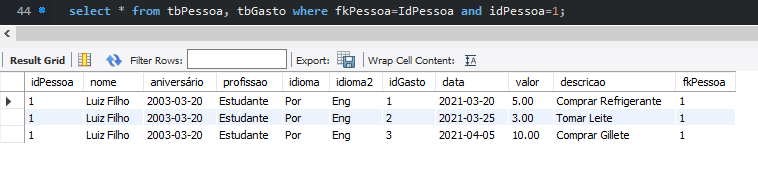 44 select * from tbPessoa, tbGasto where fkPessoa=IdPessoa and idPessoa=1;
Result Grid Filter Rows: Export: Wrap Cell Content:
idPessoa nome aniversário profissao idioma idioma2 idGasto data valor descricao fkPessoa
1 Luiz Filho 2003-03-20 Estudante Por Eng 1 2021-03-20 5.00 Comprar Refrigerante 1
1 Luiz Filho 2003-03-20 Estudante Por Eng 2 2021-03-25 3.00 Tomar Leite 1
1 Luiz Filho 2003-03-20 Estudante Por Eng 3 2021-04-05 10.00 Comprar Gillete 1